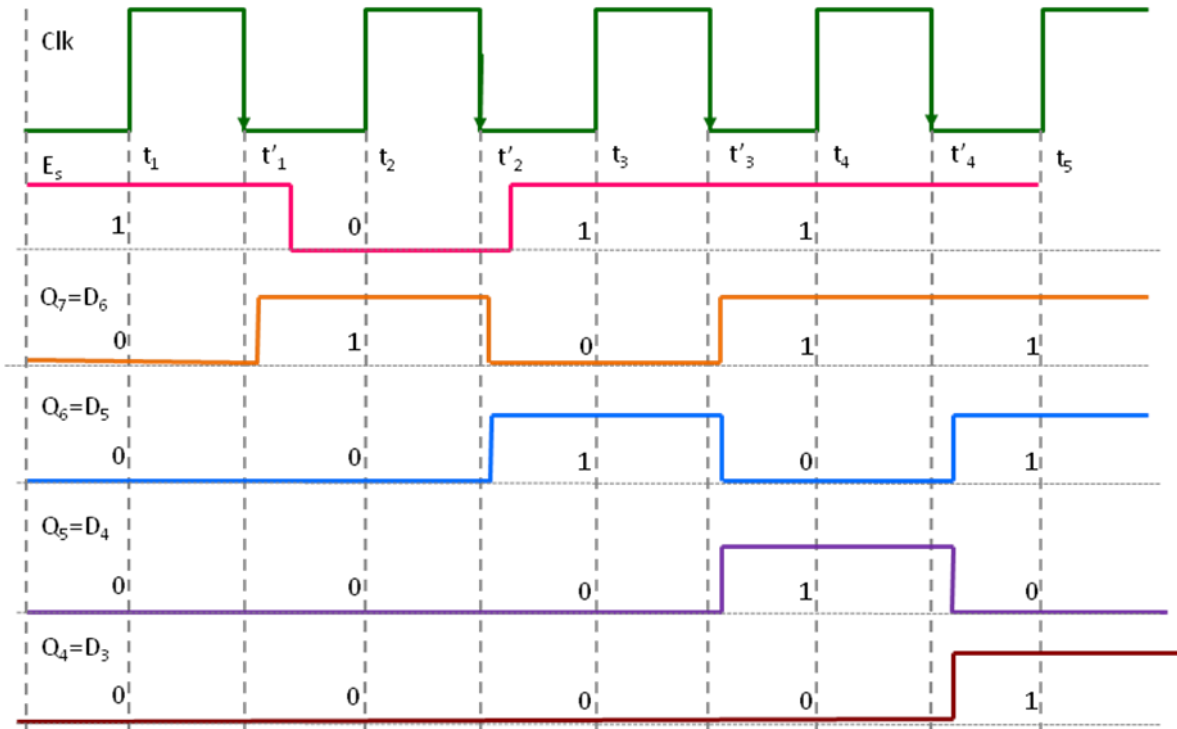 Clk
t₁ t'₁ t₂ t'₂ t₃ t'₃ t₄ t'₄ t₅
Eₛ
1 0 1 1
Q₇=D₆
0 1 0 1 1
Q₆=D₅
0 0 1 0 1
Q₅=D₄
0 0 0 1 0
Q₄=D₃
0 0 0 0 1